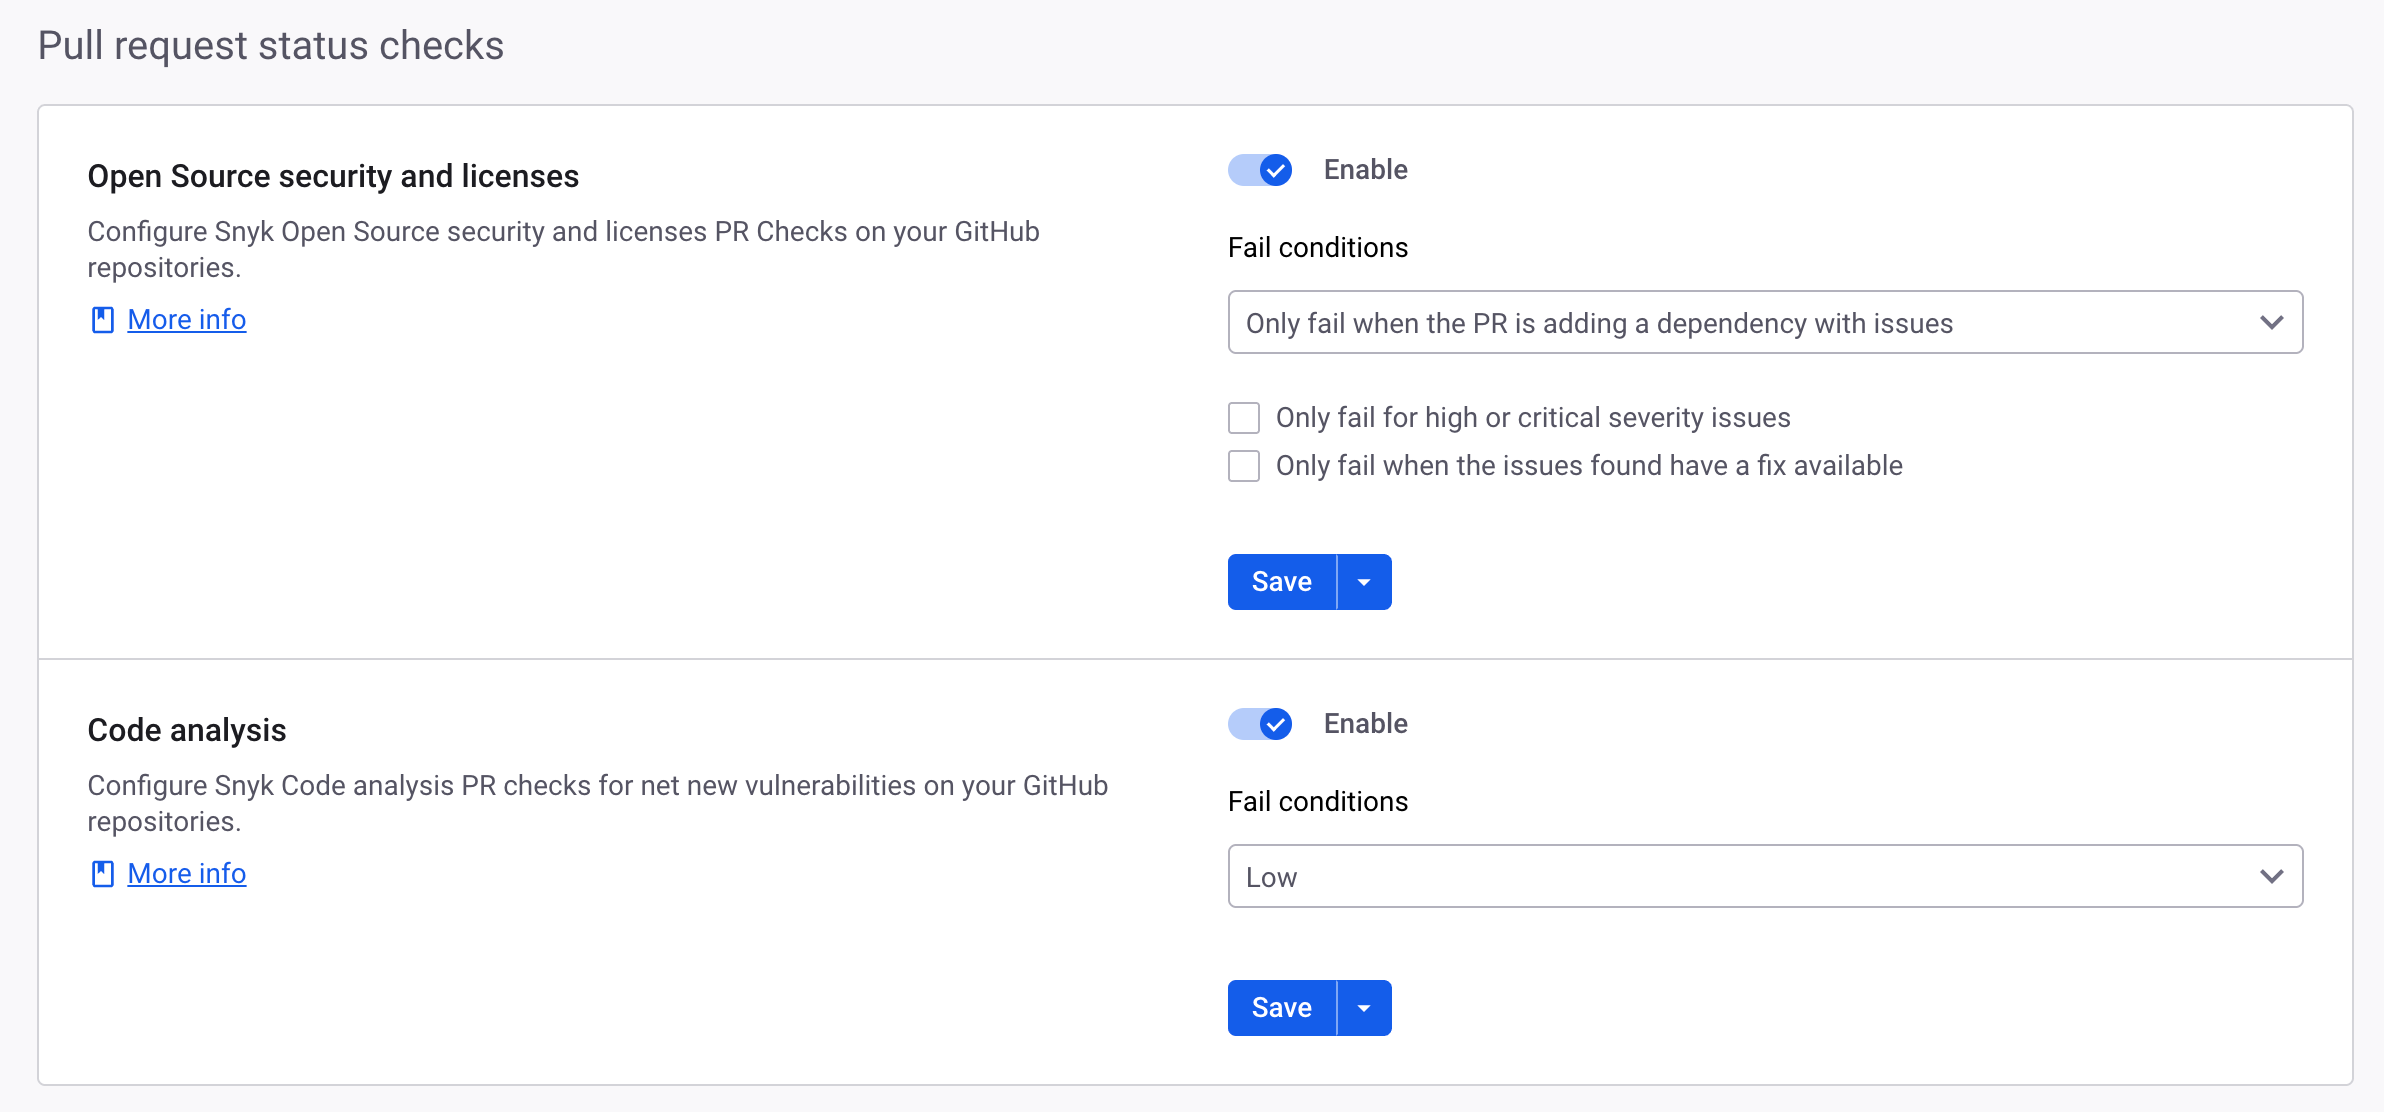 Pull request status checks
Open Source security and licenses
Configure Snyk Open Source security and licenses PR Checks on your GitHub
repositories.
More info
Enable
Fail conditions
Only fail when the PR is adding a dependency with issues
Only fail for high or critical severity issues
Only fail when the issues found have a fix available
Save
Code analysis
Configure Snyk Code analysis PR checks for net new vulnerabilities on your GitHub
repositories.
More info
Enable
Fail conditions
Low
Save